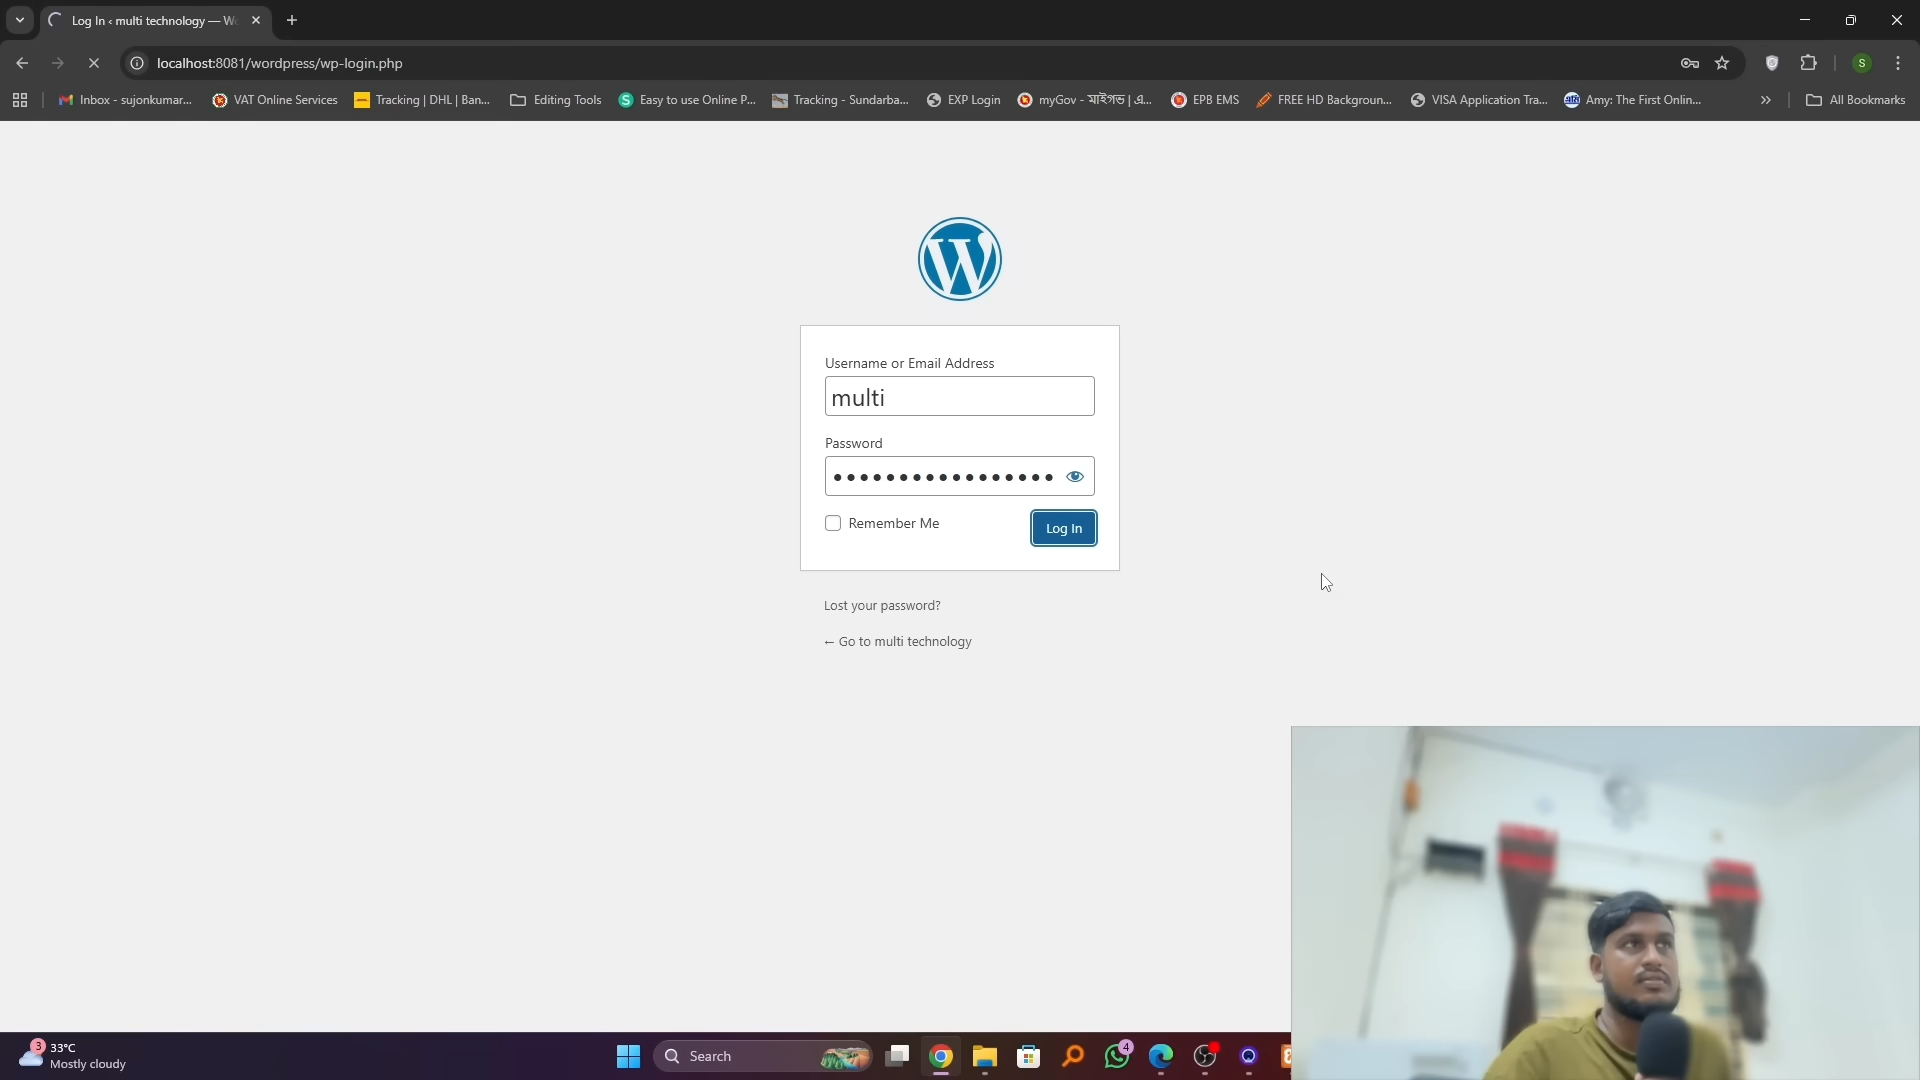 Log In ‹ multi technology — W
localhost:8081/wordpress/wp-login.php
S
Inbox - sujonkumar...
VAT Online Services
Tracking | DHL | Ban...
Editing Tools
Easy to use Online P...
Tracking - Sundarba...
EXP Login
myGov - মাইগভ | এ...
EPB EMS
FREE HD Backgroun...
VISA Application Tra...
Amy: The First Onlin...
All Bookmarks
Username or Email Address
multi
Password
Remember Me
Log In
Lost your password?
← Go to multi technology
3
33°C
Mostly cloudy
Search
4